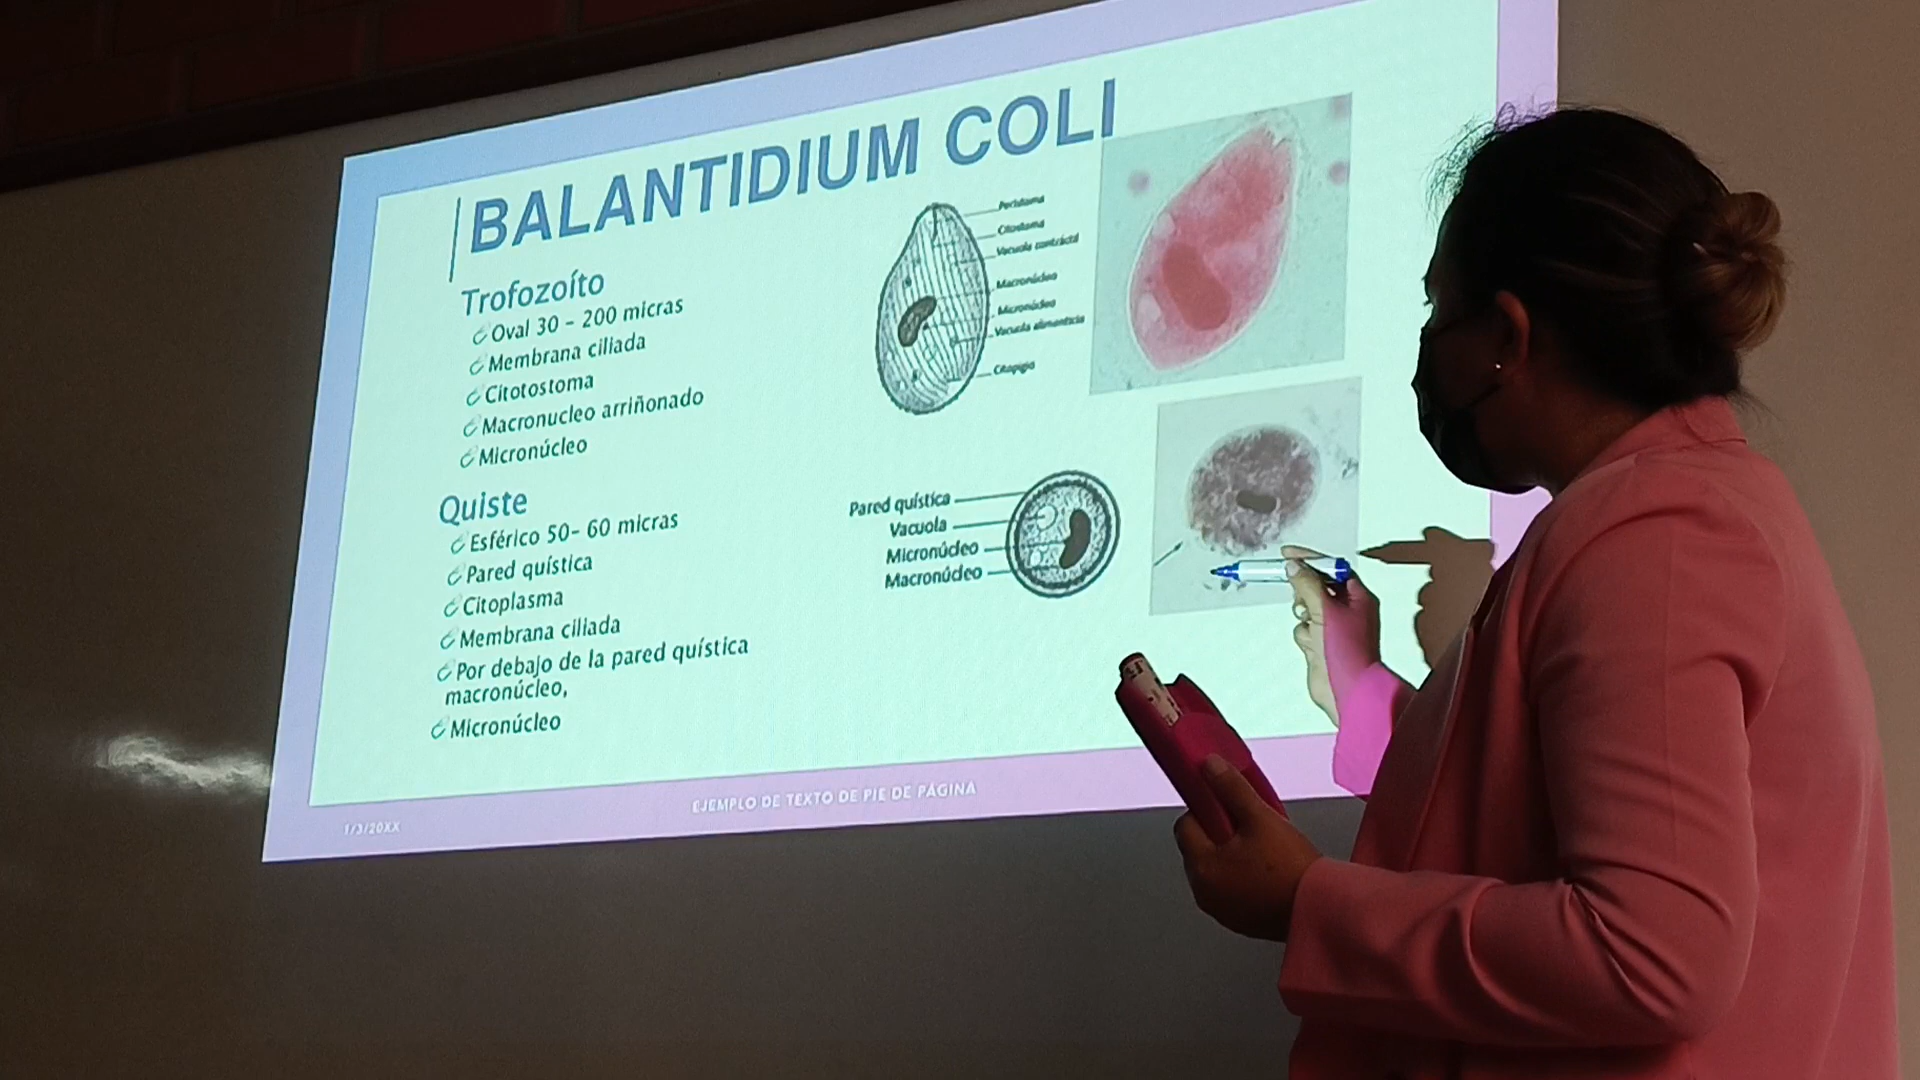 BALANTIDIUM COLI
Trofozoíto
Oval 30 - 200 micras
Membrana ciliada
Citotostoma
Macronucleo arriñonado
Micronúcleo
Quiste
Esférico 50- 60 micras
Pared quística
Citoplasma
Membrana ciliada
Por debajo de la pared quística
macronúcleo,
Micronúcleo
Peristoma
Citostoma
Vacuola contráctil
Macronúcleo
Micronúcleo
Vacuola alimenticia
Citopigio
Pared quística
Vacuola
Micronúcleo
Macronúcleo
1/3/20XX
EJEMPLO DE TEXTO DE PIE DE PÁGINA